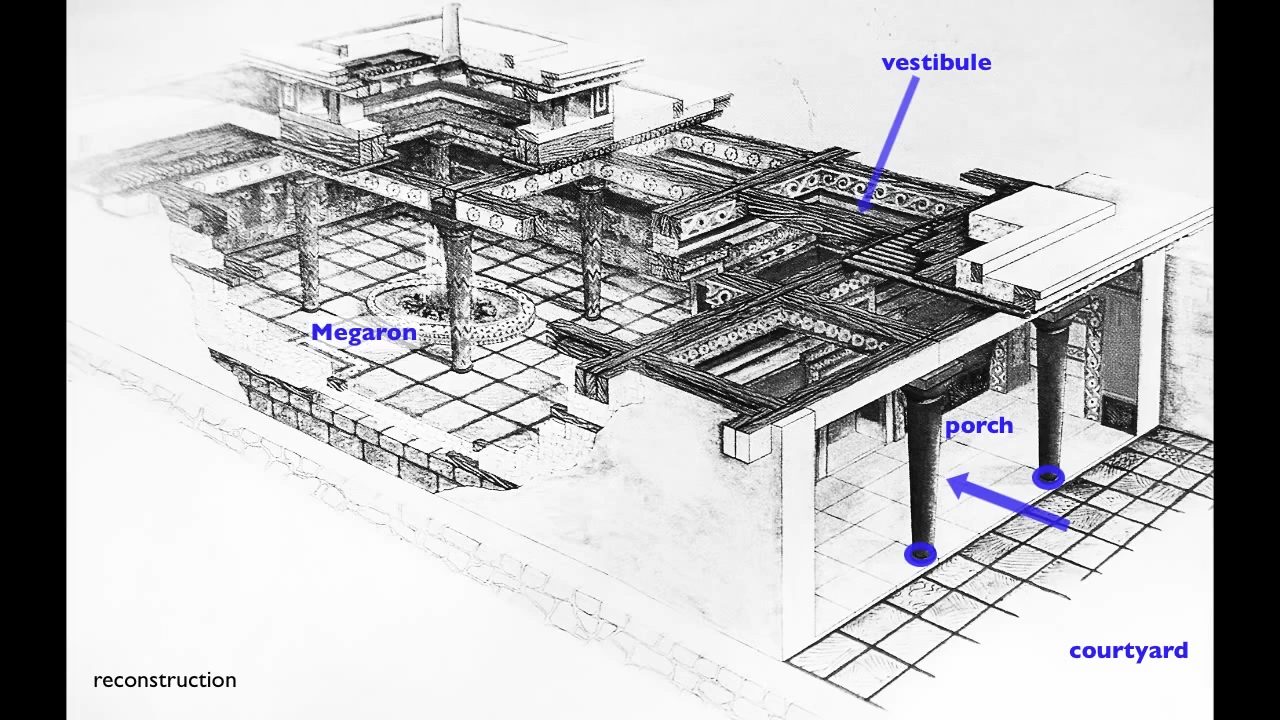 vestibule
Megaron
porch
courtyard
reconstruction